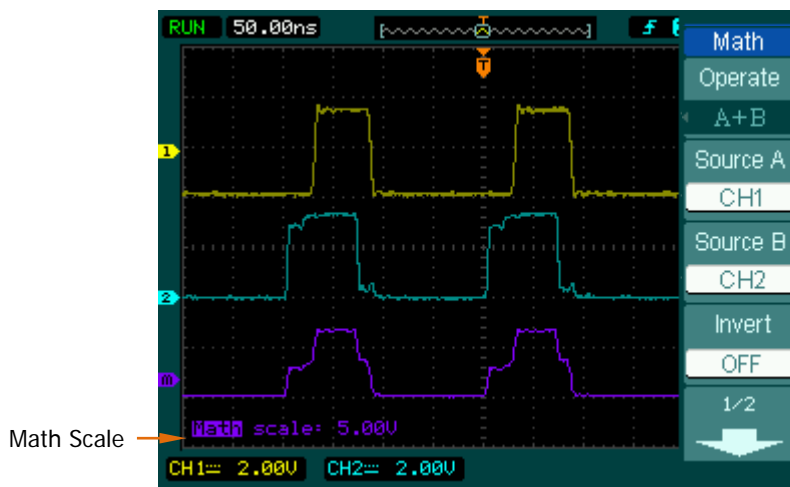 RUN 50.00ns
T
Math
Operate
A+B
Source A
CH1
Source B
CH2
Invert
OFF
1/2
T
1
2
m
Math scale: 5.00V
Math Scale
CH1 2.00V CH2 2.00V